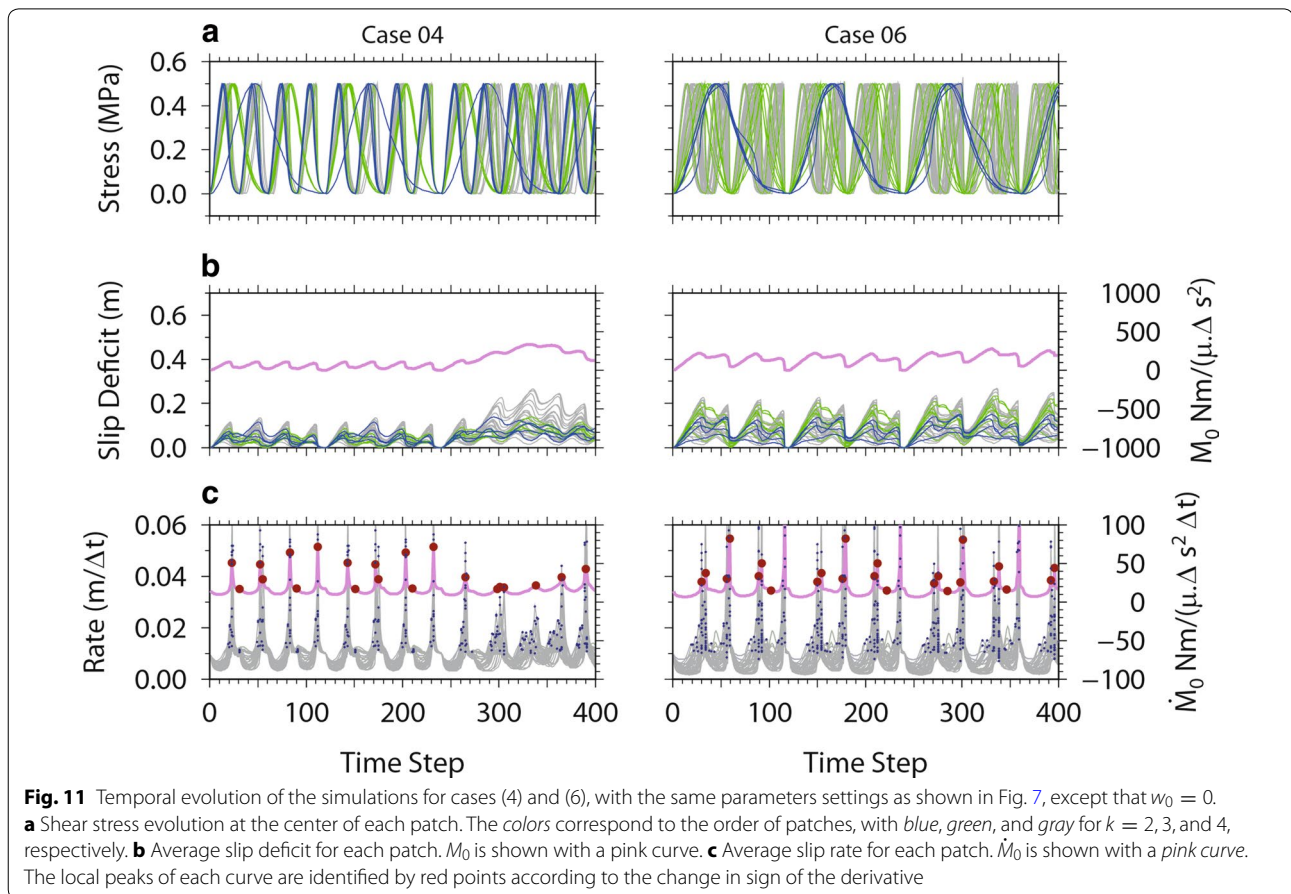 a
Case 04
Case 06
Stress (MPa)
0.6
0.4
0.2
0.0
b
Slip Deficit (m)
0.6
0.4
0.2
0.0
1000
500
0
−500
−1000
M₀ Nm/(μ.Δ s²)
c
Rate (m/Δt)
0.06
0.04
0.02
0.00
100
50
0
−50
−100
Ṁ₀ Nm/(μ.Δ s² Δt)
0 100 200 300 400
0 100 200 300 400
Time Step
Time Step
Fig. 11 Temporal evolution of the simulations for cases (4) and (6), with the same parameters settings as shown in Fig. 7, except that w₀ = 0.
a Shear stress evolution at the center of each patch. The colors correspond to the order of patches, with blue, green, and gray for k = 2, 3, and 4,
respectively. b Average slip deficit for each patch. M₀ is shown with a pink curve. c Average slip rate for each patch. Ṁ₀ is shown with a pink curve.
The local peaks of each curve are identified by red points according to the change in sign of the derivative